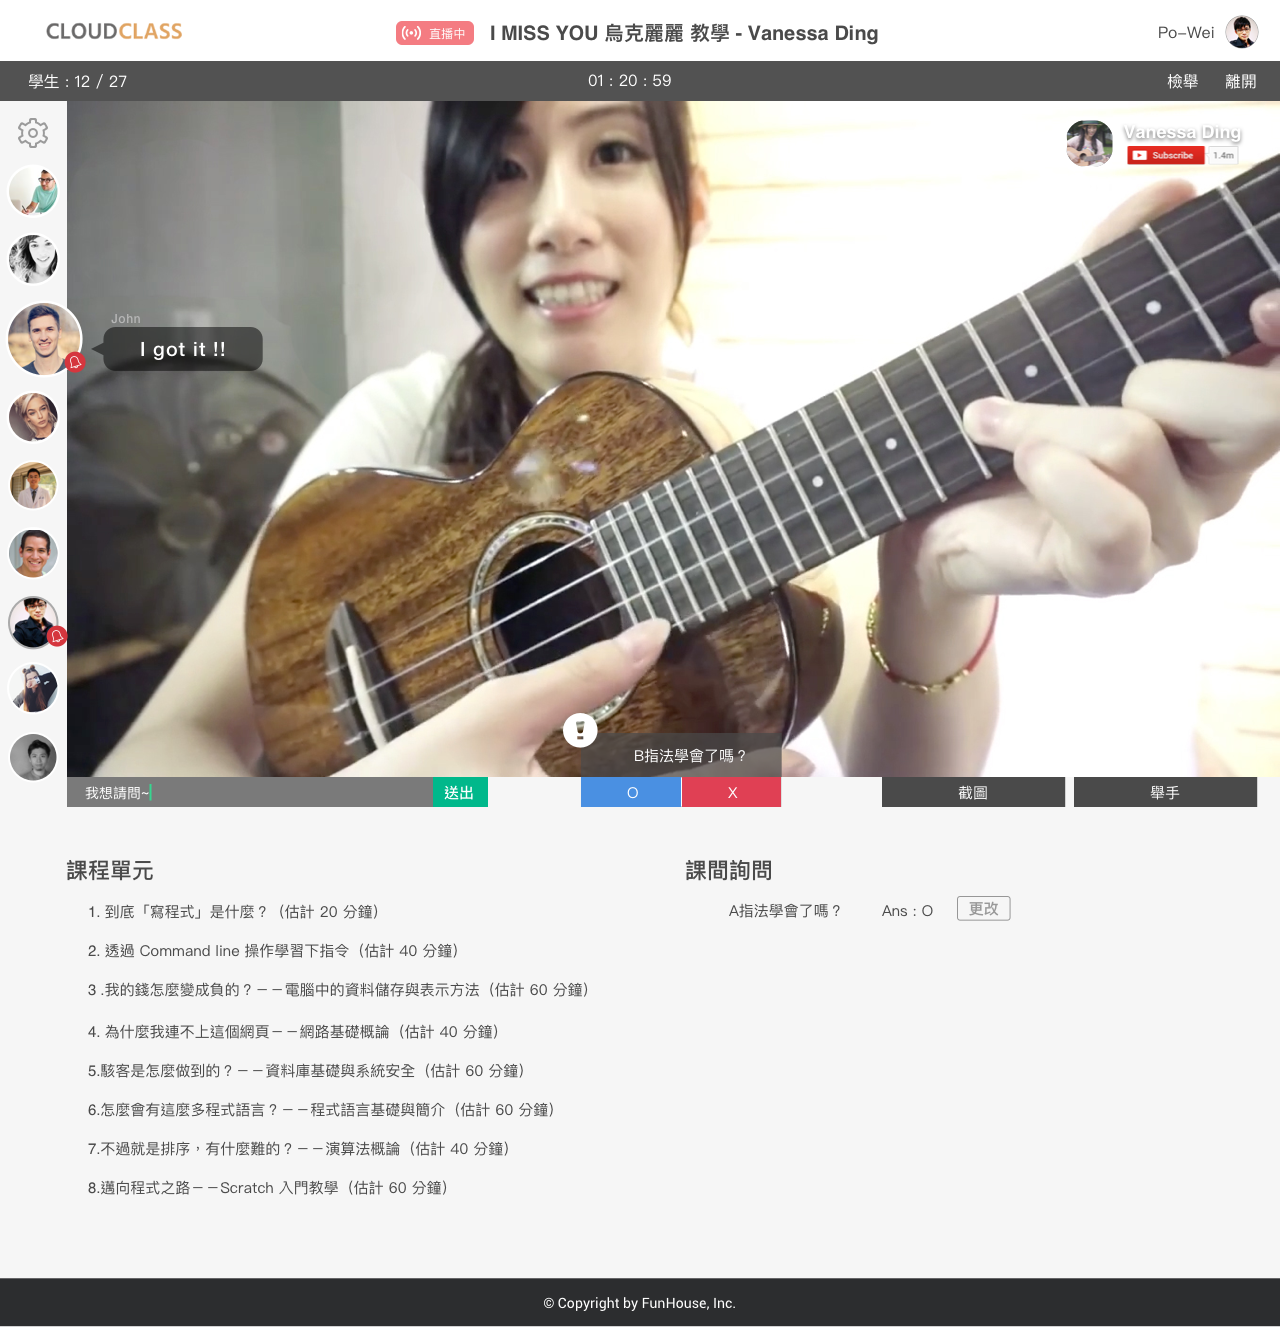 CLOUDCLASS
直播中
I MISS YOU 烏克麗麗 教學 - Vanessa Ding
Po-Wei
學生 : 12 / 27
01 : 20 : 59
檢舉
離開
Vanessa Ding
Subscribe
1.4m
John
I got it !!
B指法學會了嗎？
我想請問~
送出
O
X
截圖
舉手
課程單元
1. 到底「寫程式」是什麼？（估計 20 分鐘）
2. 透過 Command line 操作學習下指令（估計 40 分鐘）
3 .我的錢怎麼變成負的？－－電腦中的資料儲存與表示方法（估計 60 分鐘）
4. 為什麼我連不上這個網頁－－網路基礎概論（估計 40 分鐘）
5.駭客是怎麼做到的？－－資料庫基礎與系統安全（估計 60 分鐘）
6.怎麼會有這麼多程式語言？－－程式語言基礎與簡介（估計 60 分鐘）
7.不過就是排序，有什麼難的？－－演算法概論（估計 40 分鐘）
8.邁向程式之路－－Scratch 入門教學（估計 60 分鐘）
課間詢問
A指法學會了嗎？
Ans : O
更改
© Copyright by FunHouse, Inc.